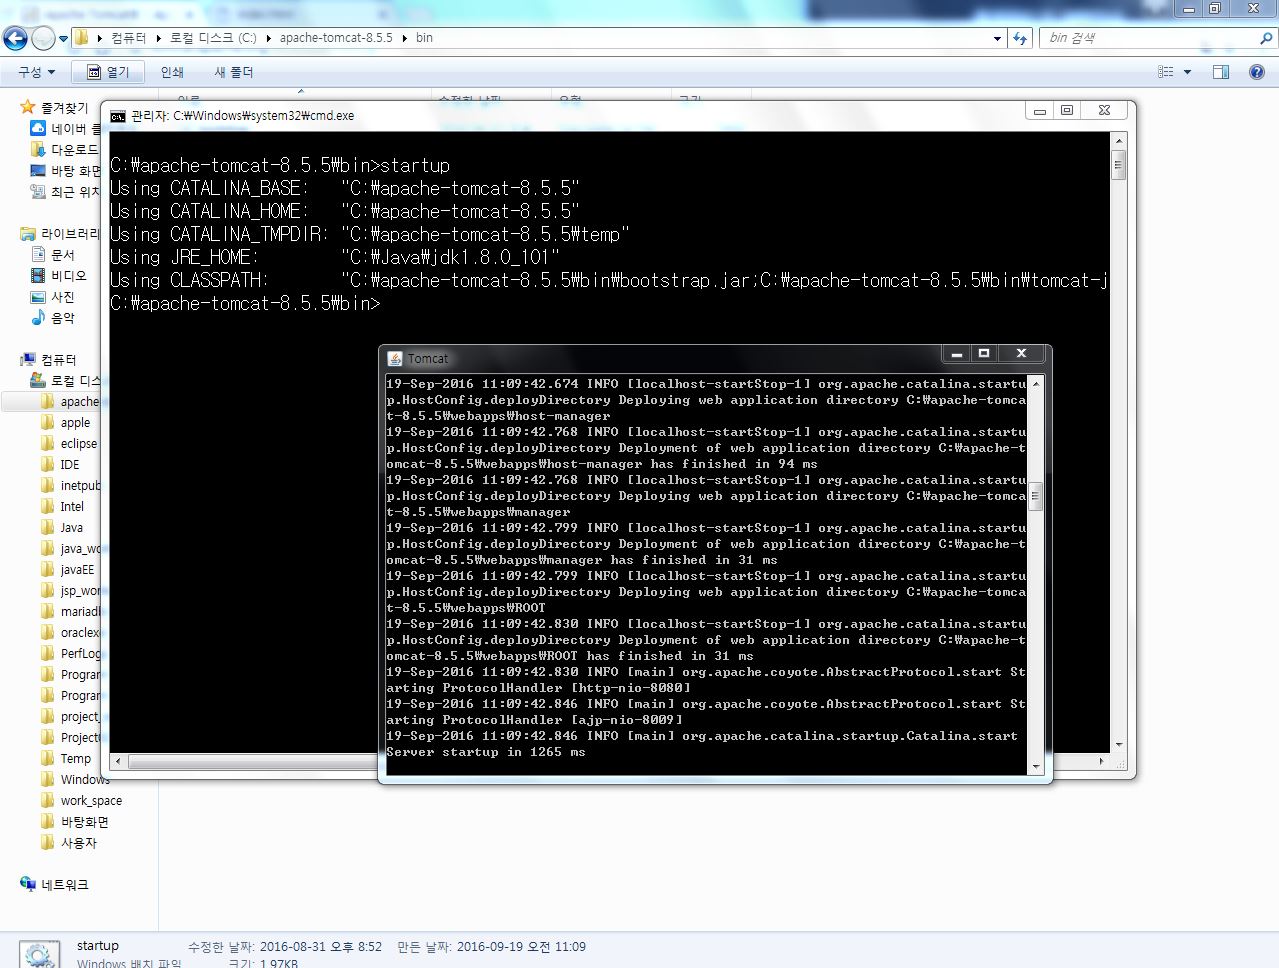 컴퓨터 로컬 디스크 (C:) apache-tomcat-8.5.5 bin
bin 검색
구성 열기 인쇄 새 폴더
즐겨찾기
네이버
다운로드
바탕 화면
최근 위치
라이브러리
문서
비디오
사진
음악
컴퓨터
로컬 디스
apache
apple
eclipse
IDE
inetpub
Intel
Java
java_wo
javaEE
jsp_wor
mariadb
oraclexe
PerfLog
Program
Program
project_
Project
Temp
Windows
work_space
바탕화면
사용자
네트워크
관리자: C:₩Windows₩system32₩cmd.exe
C:₩apache-tomcat-8.5.5₩bin>startup
Using CATALINA_BASE:   "C:₩apache-tomcat-8.5.5"
Using CATALINA_HOME:   "C:₩apache-tomcat-8.5.5"
Using CATALINA_TMPDIR: "C:₩apache-tomcat-8.5.5₩temp"
Using JRE_HOME:        "C:₩Java₩jdk1.8.0_101"
Using CLASSPATH:       "C:₩apache-tomcat-8.5.5₩bin₩bootstrap.jar;C:₩apache-tomcat-8.5.5₩bin₩tomcat-j
C:₩apache-tomcat-8.5.5₩bin>
Tomcat
19-Sep-2016 11:09:42.674 INFO [localhost-startStop-1] org.apache.catalina.startu
p.HostConfig.deployDirectory Deploying web application directory C:₩apache-tomca
t-8.5.5₩webapps₩host-manager
19-Sep-2016 11:09:42.768 INFO [localhost-startStop-1] org.apache.catalina.startu
p.HostConfig.deployDirectory Deployment of web application directory C:₩apache-t
omcat-8.5.5₩webapps₩host-manager has finished in 94 ms
19-Sep-2016 11:09:42.768 INFO [localhost-startStop-1] org.apache.catalina.startu
p.HostConfig.deployDirectory Deploying web application directory C:₩apache-tomca
t-8.5.5₩webapps₩manager
19-Sep-2016 11:09:42.799 INFO [localhost-startStop-1] org.apache.catalina.startu
p.HostConfig.deployDirectory Deployment of web application directory C:₩apache-t
omcat-8.5.5₩webapps₩manager has finished in 31 ms
19-Sep-2016 11:09:42.799 INFO [localhost-startStop-1] org.apache.catalina.startu
p.HostConfig.deployDirectory Deploying web application directory C:₩apache-tomca
t-8.5.5₩webapps₩ROOT
19-Sep-2016 11:09:42.830 INFO [localhost-startStop-1] org.apache.catalina.startu
p.HostConfig.deployDirectory Deployment of web application directory C:₩apache-t
omcat-8.5.5₩webapps₩ROOT has finished in 31 ms
19-Sep-2016 11:09:42.830 INFO [main] org.apache.coyote.AbstractProtocol.start St
arting ProtocolHandler [http-nio-8080]
19-Sep-2016 11:09:42.846 INFO [main] org.apache.coyote.AbstractProtocol.start St
arting ProtocolHandler [ajp-nio-8009]
19-Sep-2016 11:09:42.846 INFO [main] org.apache.catalina.startup.Catalina.start
Server startup in 1265 ms
startup 수정한 날짜: 2016-08-31 오후 8:52 만든 날짜: 2016-09-19 오전 11:09
Windows 배치 파일 크기: 1.97KB